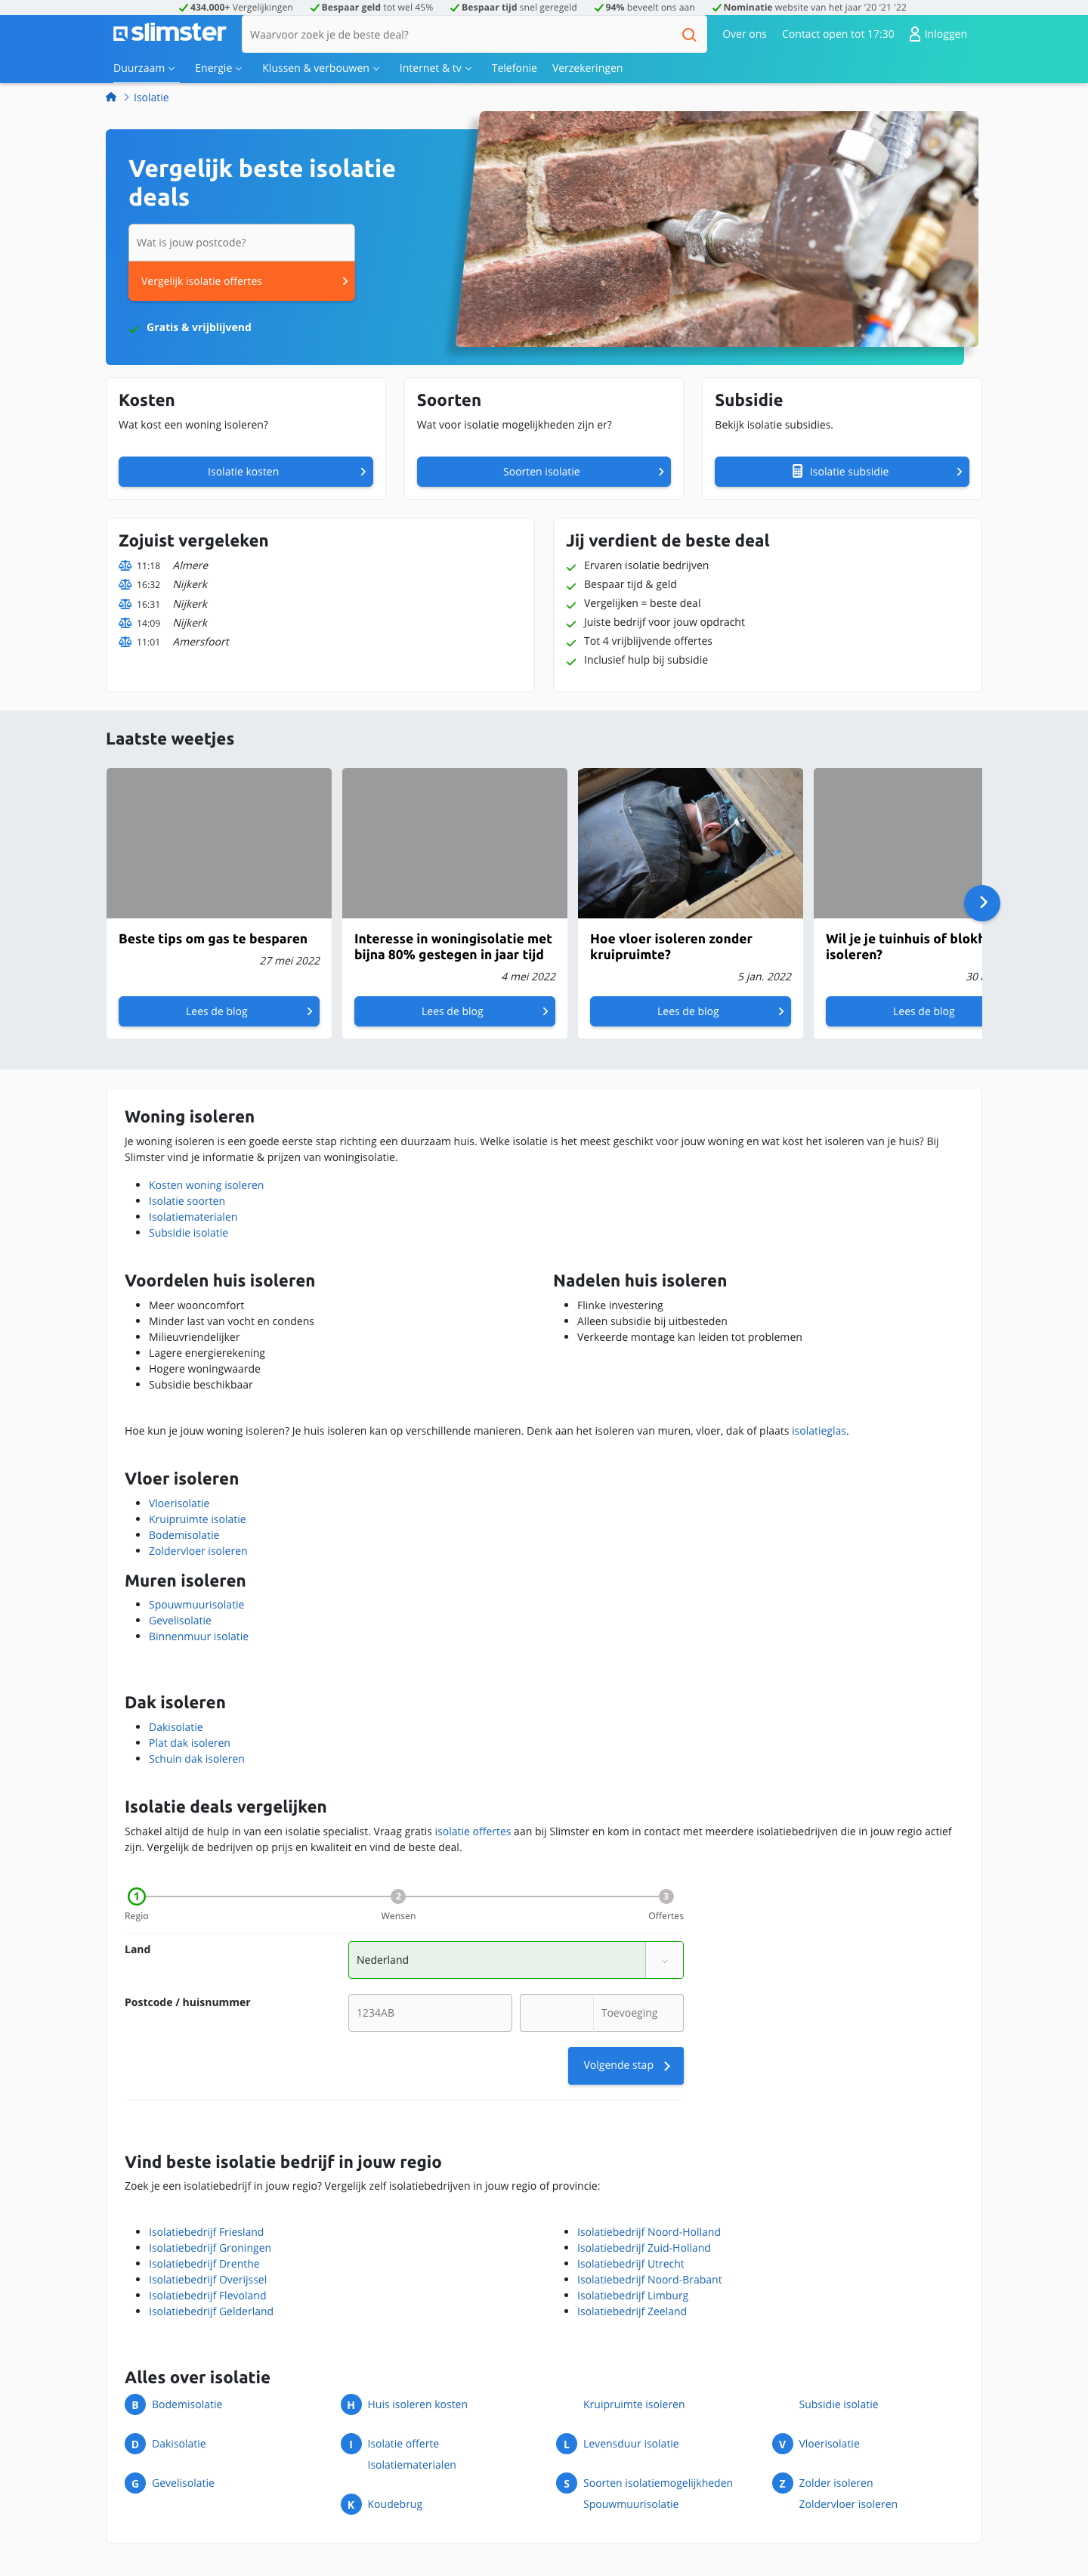 434.000+ Vergelijkingen Bespaar geld tot wel 45% Bespaar tijd snel geregeld 94% beveelt ons aan Nominatie website van het jaar '20 '21 '22
slimster
Waarvoor zoek je de beste deal?
Over ons Contact open tot 17:30 Inloggen
Duurzaam Energie Klussen & verbouwen Internet & tv Telefonie Verzekeringen
Isolatie
Vergelijk beste isolatie
deals
Wat is jouw postcode?
Vergelijk isolatie offertes
Gratis & vrijblijvend
Kosten
Wat kost een woning isoleren?
Isolatie kosten
Soorten
Wat voor isolatie mogelijkheden zijn er?
Soorten isolatie
Subsidie
Bekijk isolatie subsidies.
Isolatie subsidie
Zojuist vergeleken
11:18 Almere
16:32 Nijkerk
16:31 Nijkerk
14:09 Nijkerk
11:01 Amersfoort
Jij verdient de beste deal
Ervaren isolatie bedrijven
Bespaar tijd & geld
Vergelijken = beste deal
Juiste bedrijf voor jouw opdracht
Tot 4 vrijblijvende offertes
Inclusief hulp bij subsidie
Laatste weetjes
Beste tips om gas te besparen
27 mei 2022
Lees de blog
Interesse in woningisolatie met
bijna 80% gestegen in jaar tijd
4 mei 2022
Lees de blog
Hoe vloer isoleren zonder
kruipruimte?
5 jan. 2022
Lees de blog
Wil je je tuinhuis of
isoleren?
30
Lees de blog
Woning isoleren
Je woning isoleren is een goede eerste stap richting een duurzaam huis. Welke isolatie is het meest geschikt voor jouw woning en wat kost het isoleren van je huis? Bij
Slimster vind je informatie & prijzen van woningisolatie.
Kosten woning isoleren
Isolatie soorten
Isolatiematerialen
Subsidie isolatie
Voordelen huis isoleren
Meer wooncomfort
Minder last van vocht en condens
Milieuvriendelijker
Lagere energierekening
Hogere woningwaarde
Subsidie beschikbaar
Nadelen huis isoleren
Flinke investering
Alleen subsidie bij uitbesteden
Verkeerde montage kan leiden tot problemen
Hoe kun je jouw woning isoleren? Je huis isoleren kan op verschillende manieren. Denk aan het isoleren van muren, vloer, dak of plaats isolatieglas.
Vloer isoleren
Vloerisolatie
Kruipruimte isolatie
Bodemisolatie
Zoldervloer isoleren
Muren isoleren
Spouwmuurisolatie
Gevelisolatie
Binnenmuur isolatie
Dak isoleren
Dakisolatie
Plat dak isoleren
Schuin dak isoleren
Isolatie deals vergelijken
Schakel altijd de hulp in van een isolatie specialist. Vraag gratis isolatie offertes aan bij Slimster en kom in contact met meerdere isolatiebedrijven die in jouw regio actief
zijn. Vergelijk de bedrijven op prijs en kwaliteit en vind de beste deal.
1 2 3
Regio Wensen Offertes
Land Nederland
Postcode / huisnummer 1234AB Toevoeging
Volgende stap
Vind beste isolatie bedrijf in jouw regio
Zoek je een isolatiebedrijf in jouw regio? Vergelijk zelf isolatiebedrijven in jouw regio of provincie:
Isolatiebedrijf Friesland
Isolatiebedrijf Groningen
Isolatiebedrijf Drenthe
Isolatiebedrijf Overijssel
Isolatiebedrijf Flevoland
Isolatiebedrijf Gelderland
Isolatiebedrijf Noord-Holland
Isolatiebedrijf Zuid-Holland
Isolatiebedrijf Utrecht
Isolatiebedrijf Noord-Brabant
Isolatiebedrijf Limburg
Isolatiebedrijf Zeeland
Alles over isolatie
B Bodemisolatie
D Dakisolatie
G Gevelisolatie
H Huis isoleren kosten
I Isolatie offerte
Isolatiematerialen
K Koudebrug
Kruipruimte isoleren
L Levensduur isolatie
S Soorten isolatiemogelijkheden
Spouwmuurisolatie
Subsidie isolatie
V Vloerisolatie
Z Zolder isoleren
Zoldervloer isoleren